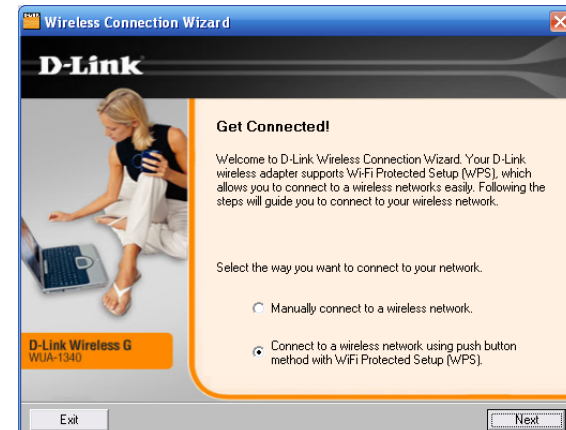 Wireless Connection Wizard
D-Link
Get Connected!
Welcome to D-Link Wireless Connection Wizard. Your D-Link
wireless adapter supports Wi-Fi Protected Setup (WPS), which
allows you to connect to a wireless networks easily. Following the
steps will guide you to connect to your wireless network.
Select the way you want to connect to your network.
Manually connect to a wireless network.
Connect to a wireless network using push button
method with WiFi Protected Setup (WPS).
D-Link Wireless G
WUA-1340
Exit
Next